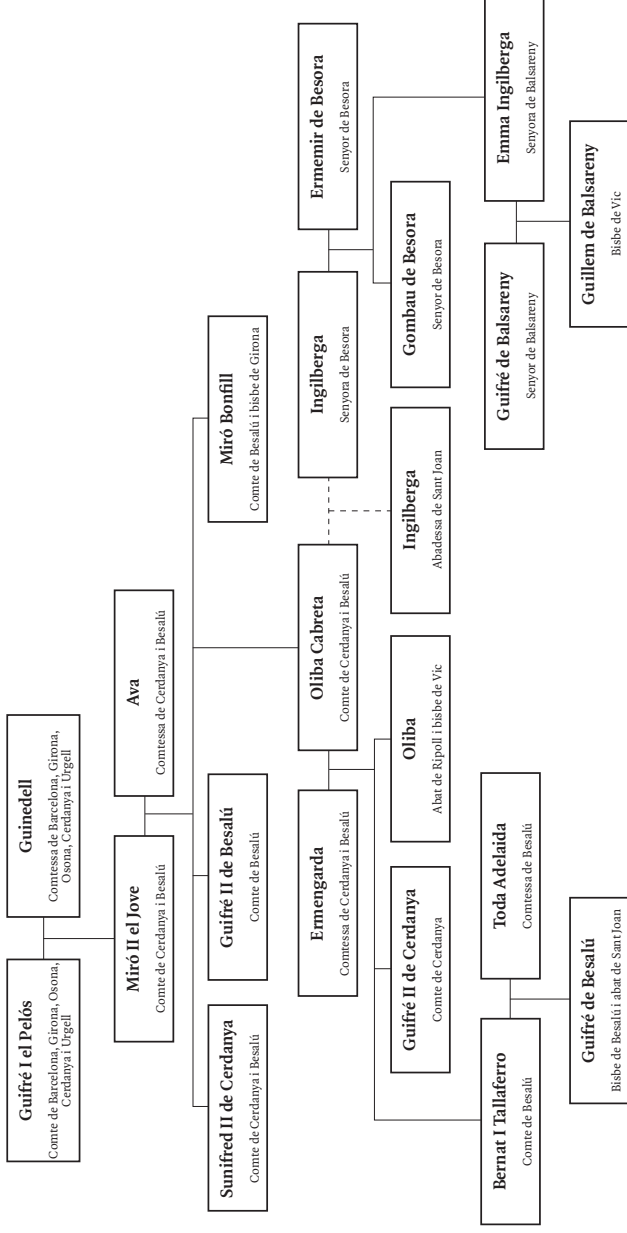 Guifré I el Pelós
Comte de Barcelona, Girona, Osona,
Cerdanya i Urgell
Guinedell
Comtessa de Barcelona, Girona,
Osona, Cerdanya i Urgell
Miró II el Jove
Comte de Cerdanya i Besalú
Ava
Comtessa de Cerdanya i Besalú
Sunifred II de Cerdanya
Comte de Cerdanya i Besalú
Guifré II de Besalú
Comte de Besalú
Miró Bonfill
Comte de Besalú i bisbe de Girona
Ermengarda
Comtessa de Cerdanya i Besalú
Oliba Cabreta
Comte de Cerdanya i Besalú
Ingilberga
Senyora de Besora
Ermemir de Besora
Senyor de Besora
Guifré II de Cerdanya
Comte de Cerdanya
Oliba
Abat de Ripoll i bisbe de Vic
Ingilberga
Abadessa de Sant Joan
Gombau de Besora
Senyor de Besora
Bernat I Tallaferro
Comte de Besalú
Toda Adelaida
Comtessa de Besalú
Guifré de Balsareny
Senyor de Balsareny
Emma Ingilberga
Senyora de Balsareny
Guifré de Besalú
Bisbe de Besalú i abat de Sant Joan
Guillem de Balsareny
Bisbe de Vic